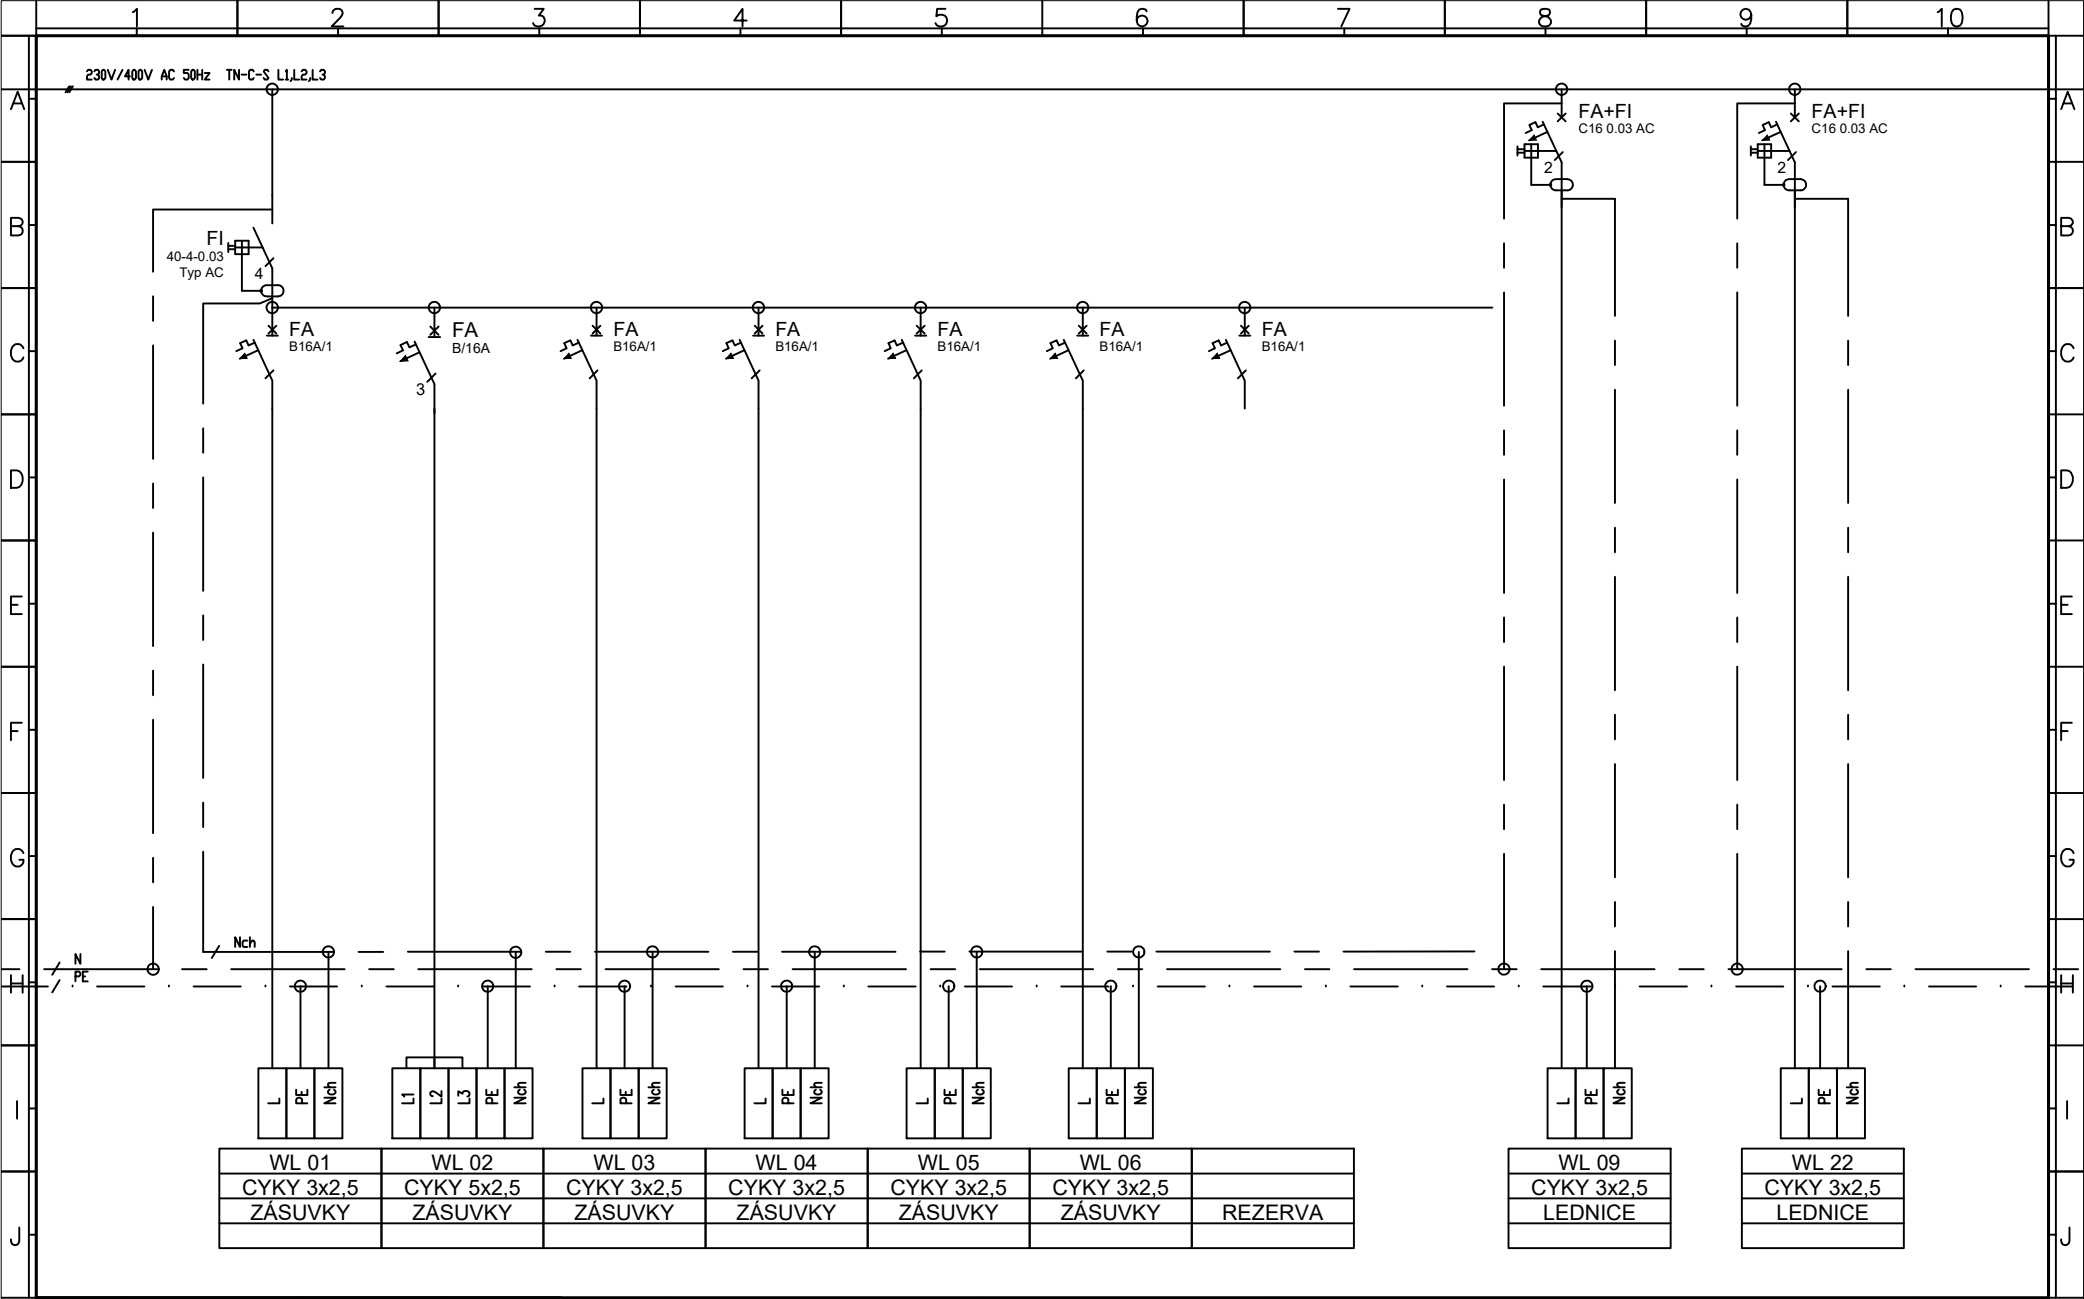 1 2 3 4 5 6 7 8 9 10
230V/400V AC 50Hz TN-C-S L1,L2,L3
A A
FA+FI FA+FI
C16 0.03 AC C16 0.03 AC
2 2
B B
FI
40-4-0.03
Typ AC 4
FA FA FA FA FA FA FA
B16A/1 B/16A B16A/1 B16A/1 B16A/1 B16A/1 B16A/1
C C
3
D D
E E
F F
G G
Nch
N
PE
H H
L PE Nch L1 L2 L3 PE Nch L PE Nch L PE Nch L PE Nch L PE Nch L PE Nch L PE Nch
I I
WL 01 WL 02 WL 03 WL 04 WL 05 WL 06 WL 09 WL 22
CYKY 3x2,5 CYKY 5x2,5 CYKY 3x2,5 CYKY 3x2,5 CYKY 3x2,5 CYKY 3x2,5 CYKY 3x2,5 CYKY 3x2,5
ZÁSUVKY ZÁSUVKY ZÁSUVKY ZÁSUVKY ZÁSUVKY ZÁSUVKY REZERVA LEDNICE LEDNICE
J J